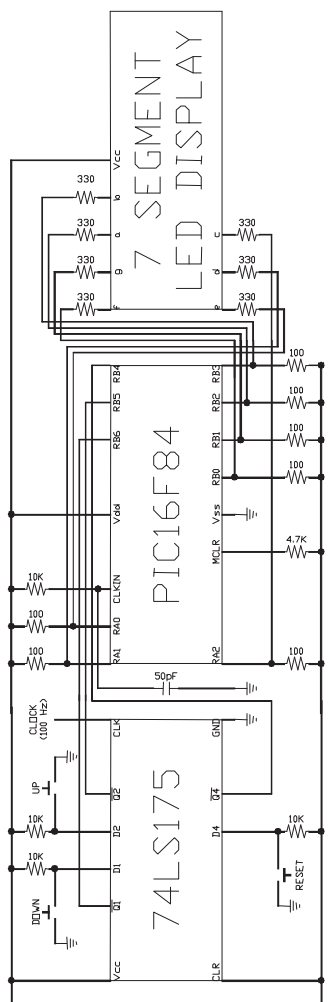 7 SEGMENT
LED DISPLAY
Vcc
330
b
330
a
330
g
330
f
330
c
330
d
330
e
PIC16F84
RB4
RB5
RB6
Vdd
10K
CLKIN
100
RA0
100
RA1
RB3
100
RB2
100
RB1
100
RB0
100
Vss
MCLR
4.7K
RA2
100
50pF
74LS175
CLOCK
(100 Hz)
CLK
UP
Q2
10K
D2
10K
D1
DOWN
Q1
Vcc
GND
Q4
D4
10K
RESET
CLR